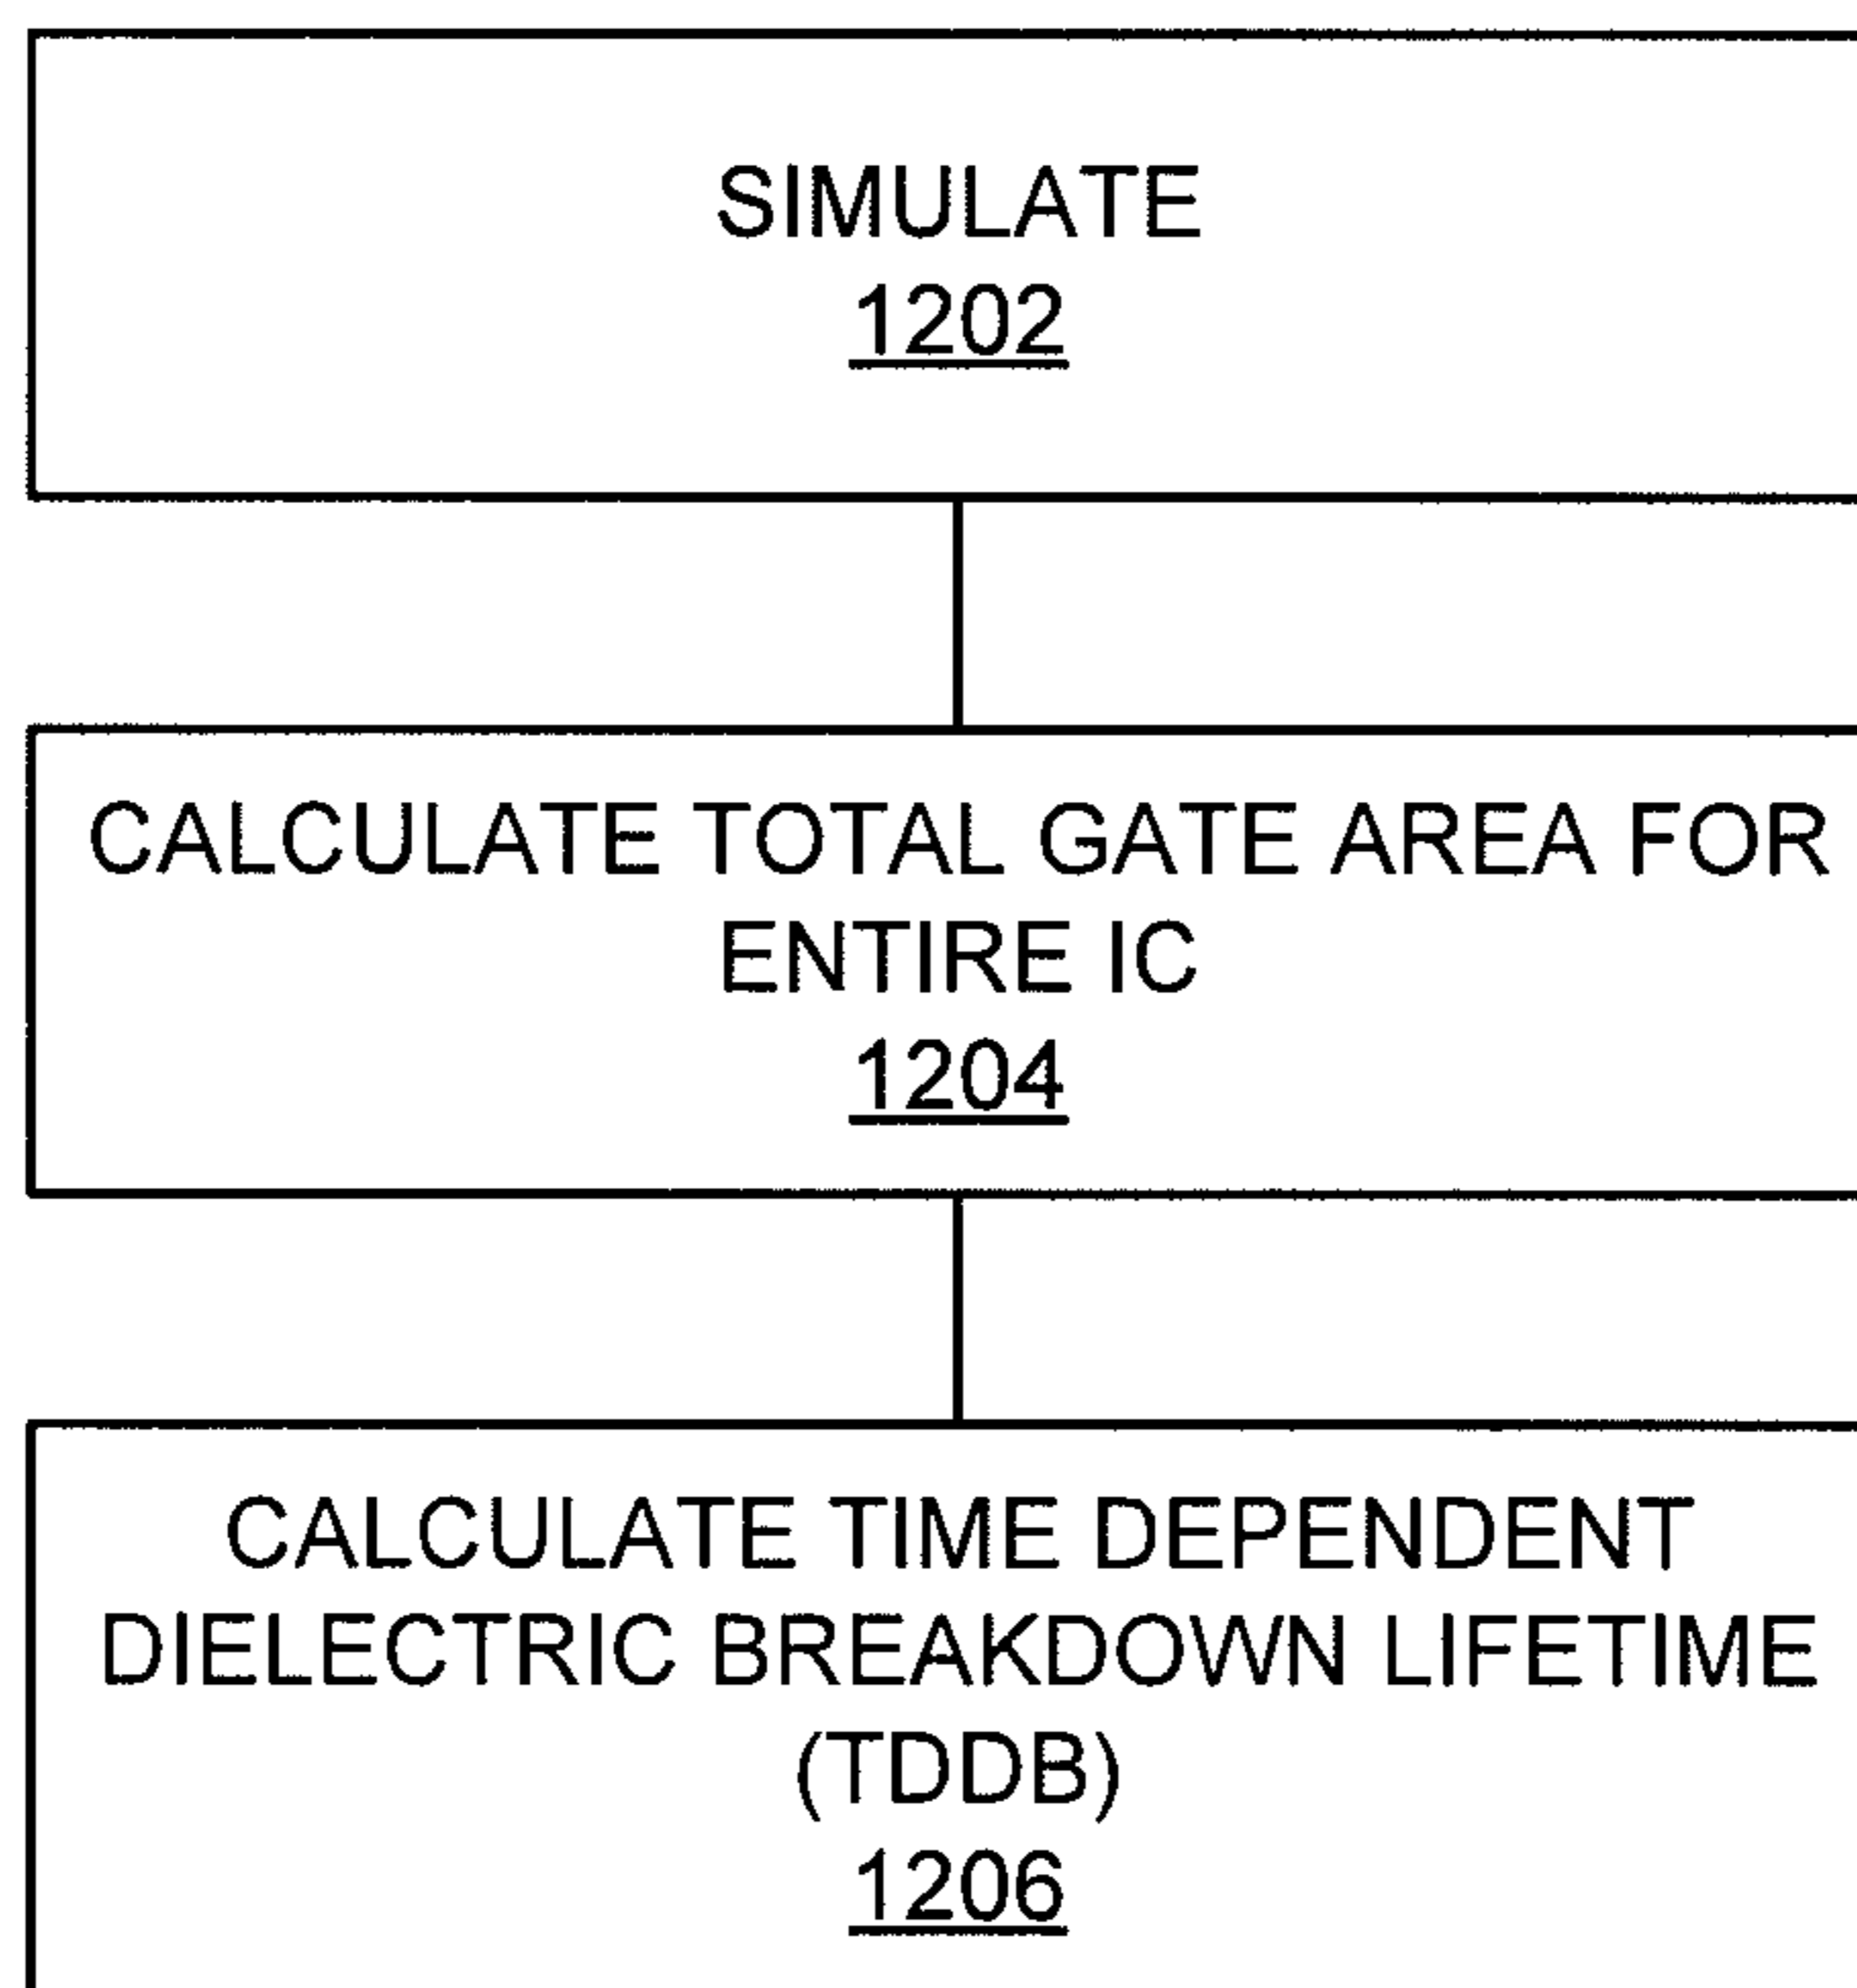 SIMULATE
1202
CALCULATE TOTAL GATE AREA FOR
ENTIRE IC
1204
CALCULATE TIME DEPENDENT
DIELECTRIC BREAKDOWN LIFETIME
(TDDB)
1206